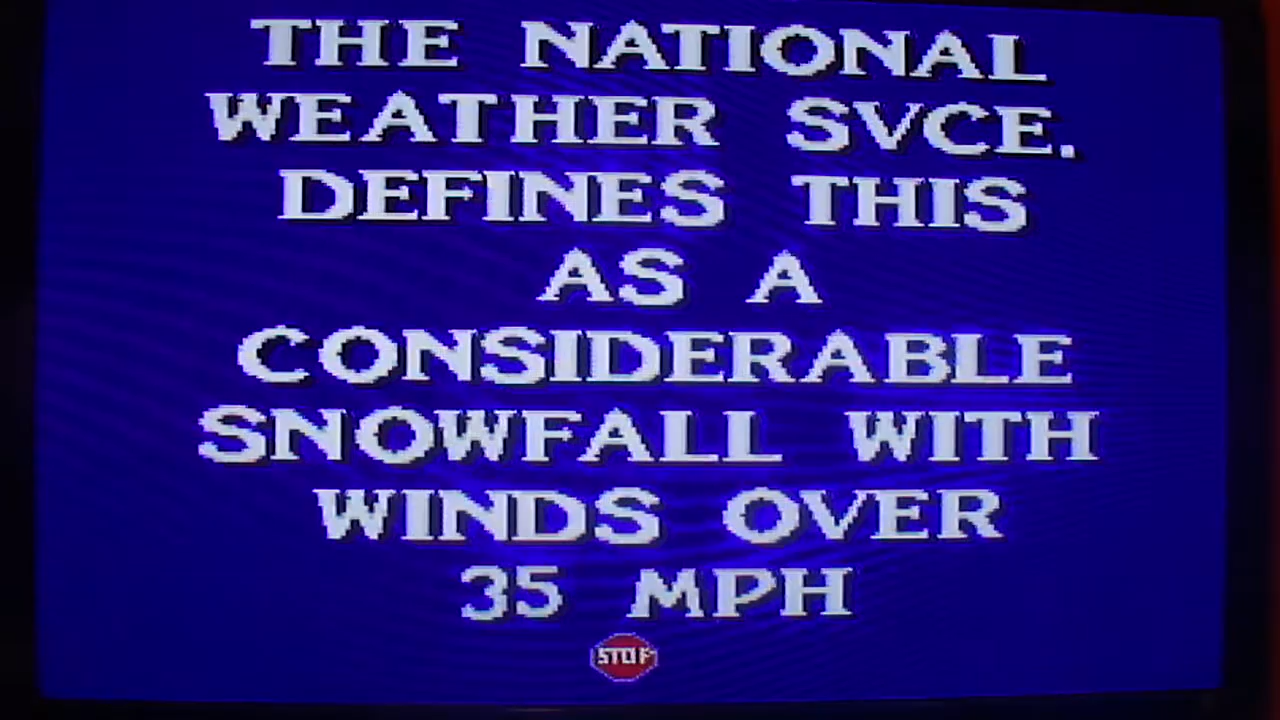 THE NATIONAL
WEATHER SVCE.
DEFINES THIS
AS A
CONSIDERABLE
SNOWFALL WITH
WINDS OVER
35 MPH
STOP